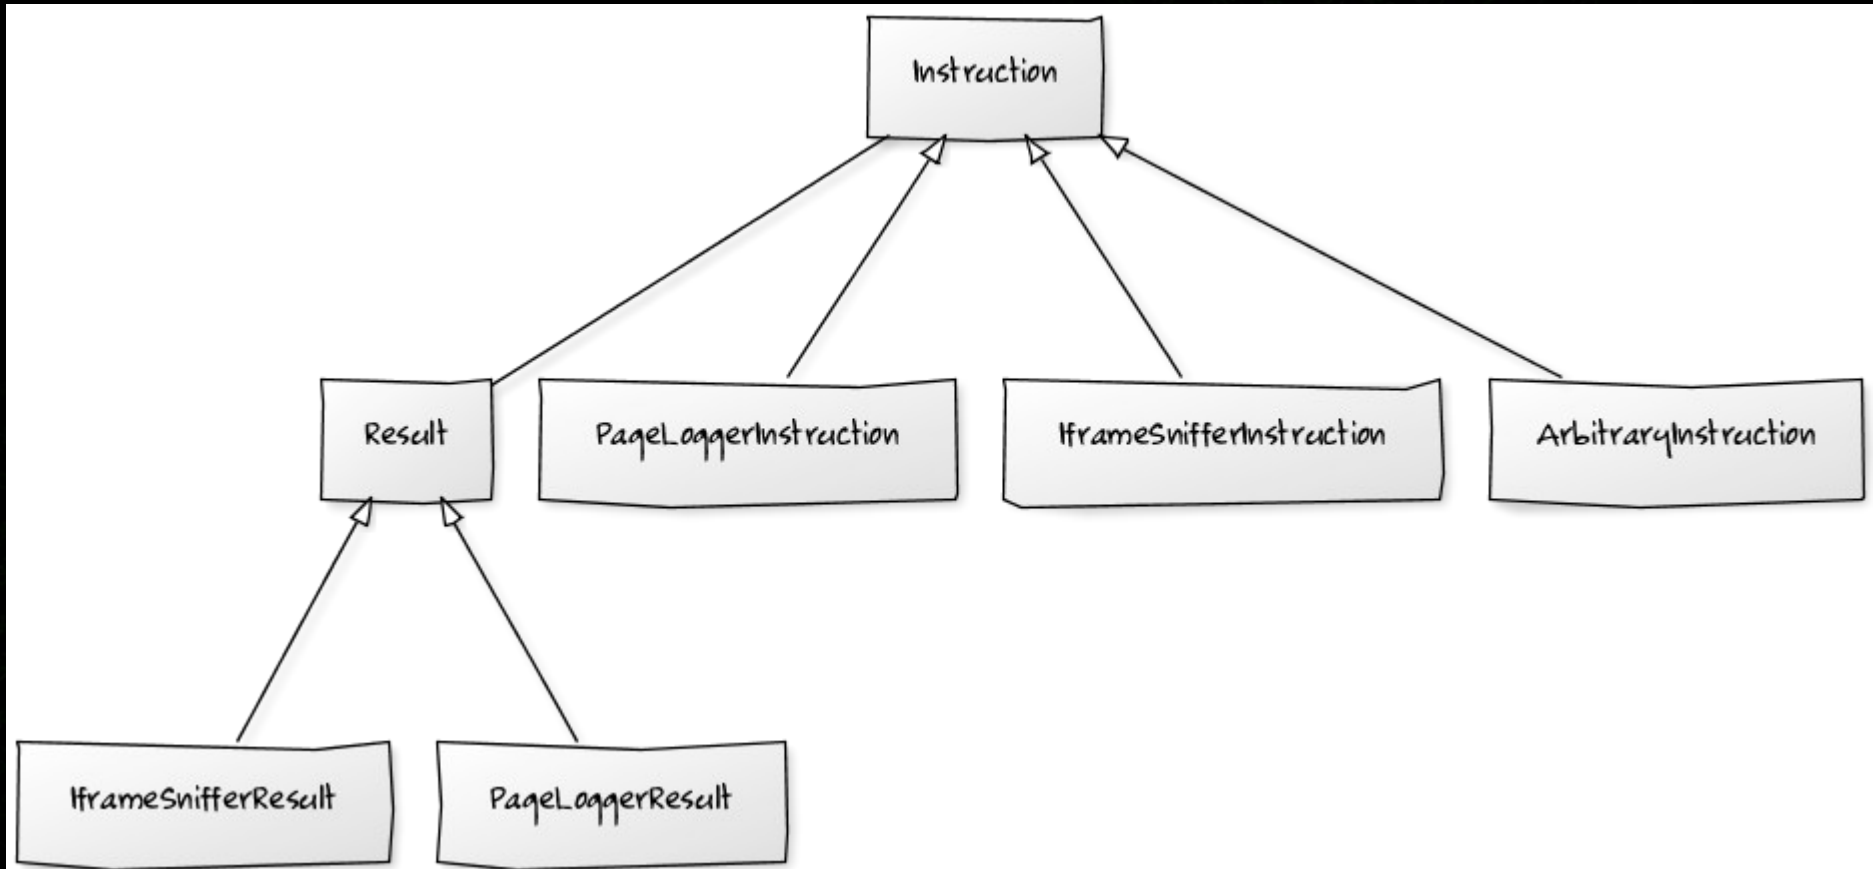 Instruction
Result
PageLoggerInstruction
IframeSnifferInstruction
ArbitraryInstruction
IframeSnifferResult
PageLoggerResult